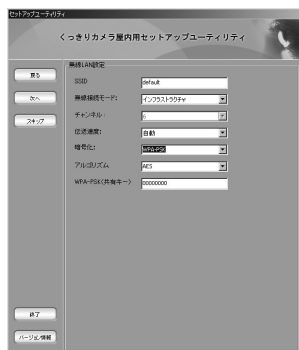 セットアップユーティリティ
くっきりカメラ屋内用セットアップユーティリティ
無線LAN設定
戻る
SSID
default
次へ
無線接続モード:
インフラストラクチャ
スキップ
チャンネル:
6
伝送速度:
自動
暗号化:
WPA-PSK
アルゴリズム
AES
WPA-PSK(共有キー)
00000000
終了
バージョン情報